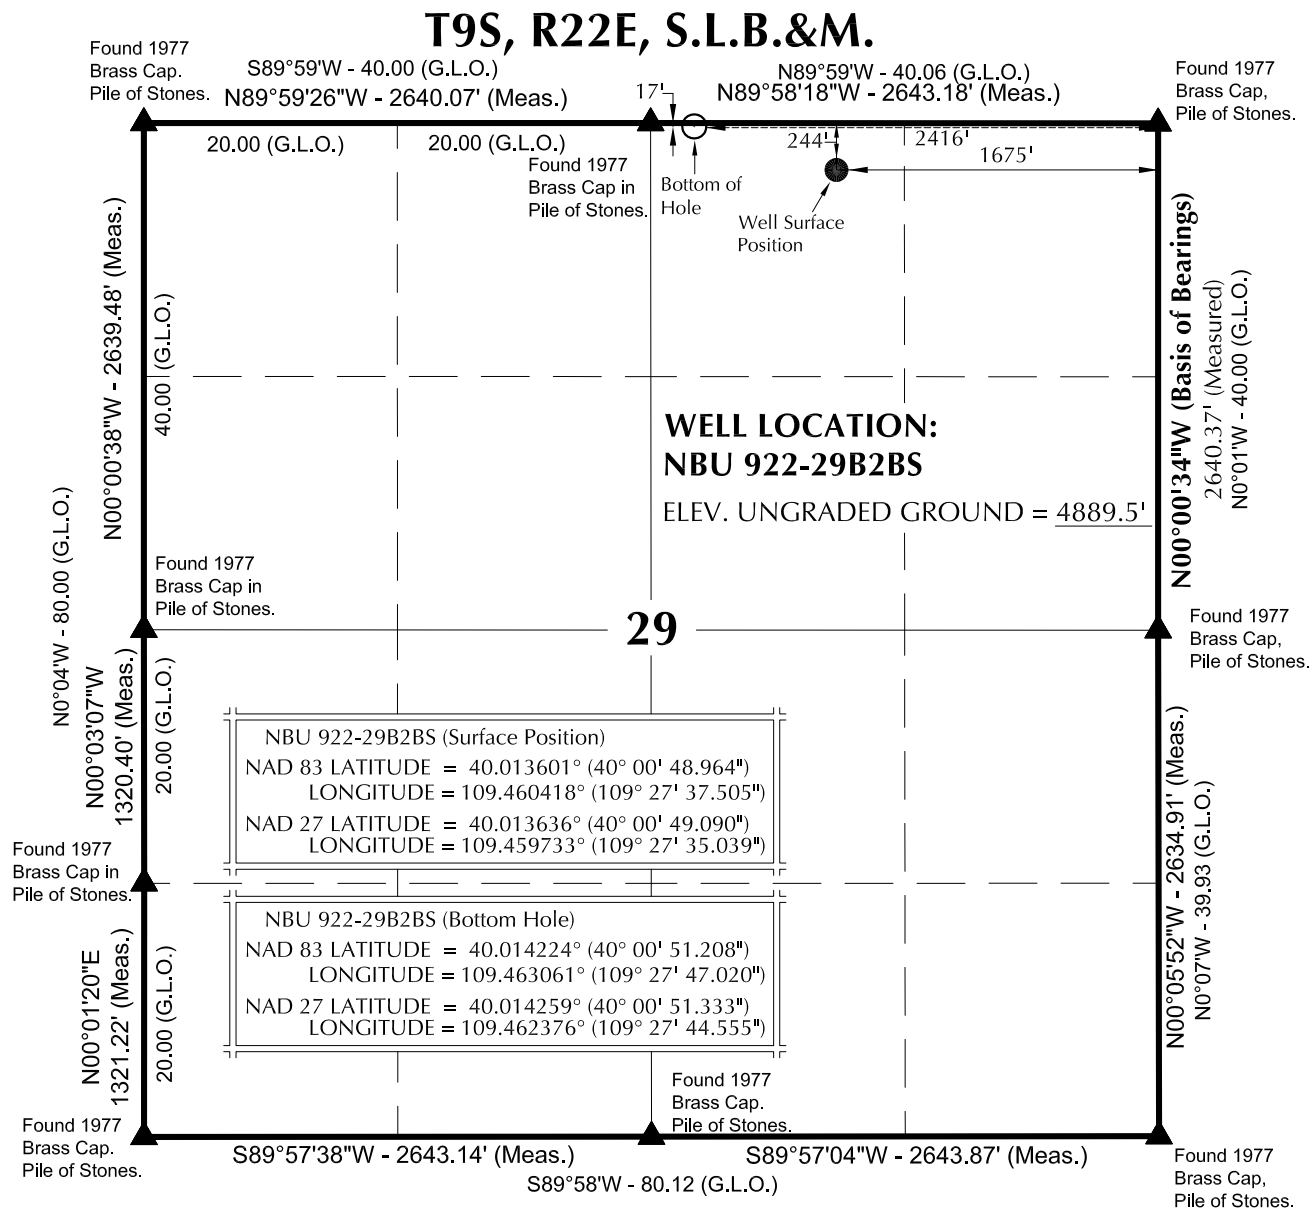 T9S, R22E, S.L.B.&M.
Found 1977
Brass Cap.
Pile of Stones.
S89°59'W - 40.00 (G.L.O.)
N89°59'26"W - 2640.07' (Meas.)
17'
N89°59'W - 40.06 (G.L.O.)
N89°58'18"W - 2643.18' (Meas.)
Found 1977
Brass Cap,
Pile of Stones.
20.00 (G.L.O.)
20.00 (G.L.O.)
Found 1977
Brass Cap in
Pile of Stones.
Bottom of
Hole
244'
2416'
1675'
Well Surface
Position
N00°00'38"W - 2639.48' (Meas.)
40.00 (G.L.O.)
N00°00'34"W (Basis of Bearings)
2640.37' (Measured)
N0°01'W - 40.00 (G.L.O.)
WELL LOCATION:
NBU 922-29B2BS
ELEV. UNGRADED GROUND = 4889.5'
N0°04'W - 80.00 (G.L.O.)
Found 1977
Brass Cap in
Pile of Stones.
29
Found 1977
Brass Cap,
Pile of Stones.
N00°03'07"W
1320.40' (Meas.)
20.00 (G.L.O.)
NBU 922-29B2BS (Surface Position)
NAD 83 LATITUDE = 40.013601° (40° 00' 48.964")
LONGITUDE = 109.460418° (109° 27' 37.505")
NAD 27 LATITUDE = 40.013636° (40° 00' 49.090")
LONGITUDE = 109.459733° (109° 27' 35.039")
Found 1977
Brass Cap in
Pile of Stones.
NBU 922-29B2BS (Bottom Hole)
NAD 83 LATITUDE = 40.014224° (40° 00' 51.208")
LONGITUDE = 109.463061° (109° 27' 47.020")
NAD 27 LATITUDE = 40.014259° (40° 00' 51.333")
LONGITUDE = 109.462376° (109° 27' 44.555")
N00°05'52"W - 2634.91' (Meas.)
N0°07'W - 39.93 (G.L.O.)
N00°01'20"E
1321.22' (Meas.)
20.00 (G.L.O.)
Found 1977
Brass Cap.
Pile of Stones.
Found 1977
Brass Cap.
Pile of Stones.
S89°57'38"W - 2643.14' (Meas.)
S89°57'04"W - 2643.87' (Meas.)
S89°58'W - 80.12 (G.L.O.)
Found 1977
Brass Cap,
Pile of Stones.